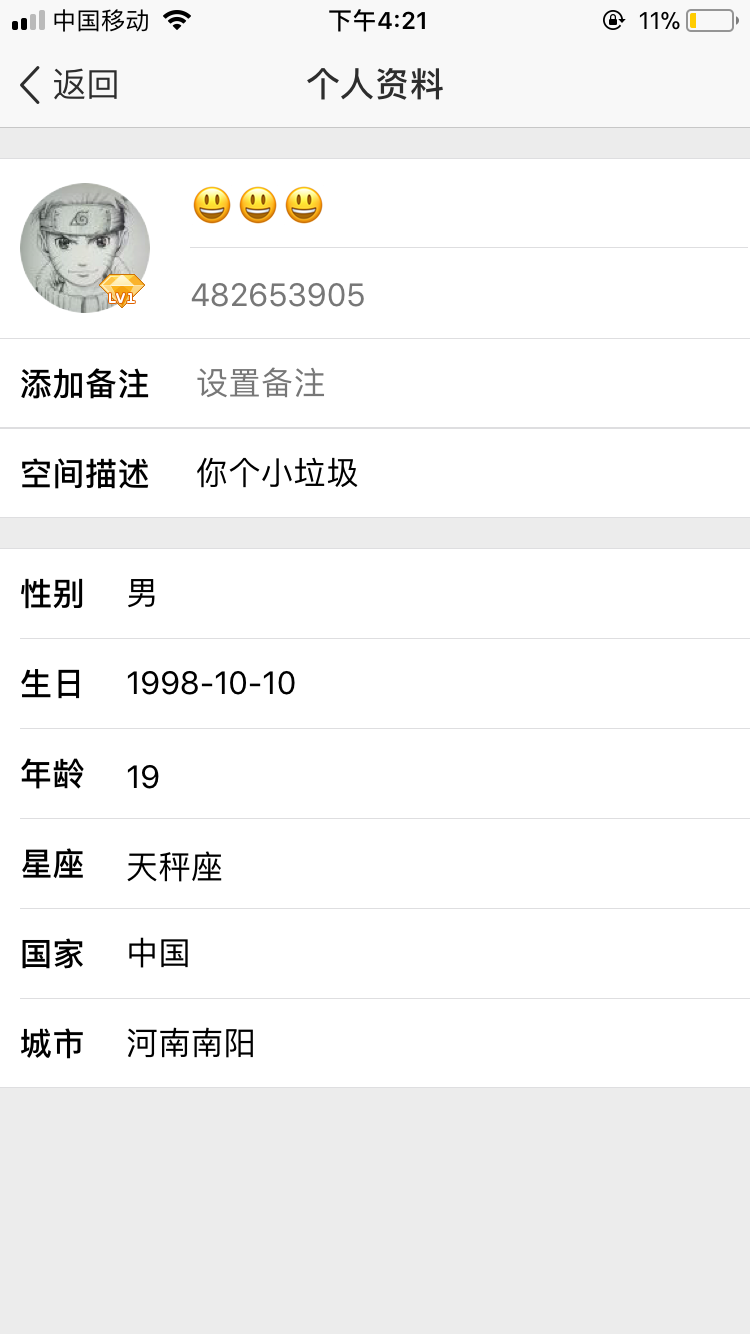 中国移动 下午4:21 11%
返回 个人资料
😃😃😃
LV1
482653905
添加备注 设置备注
空间描述 你个小垃圾
性别 男
生日 1998-10-10
年龄 19
星座 天秤座
国家 中国
城市 河南南阳